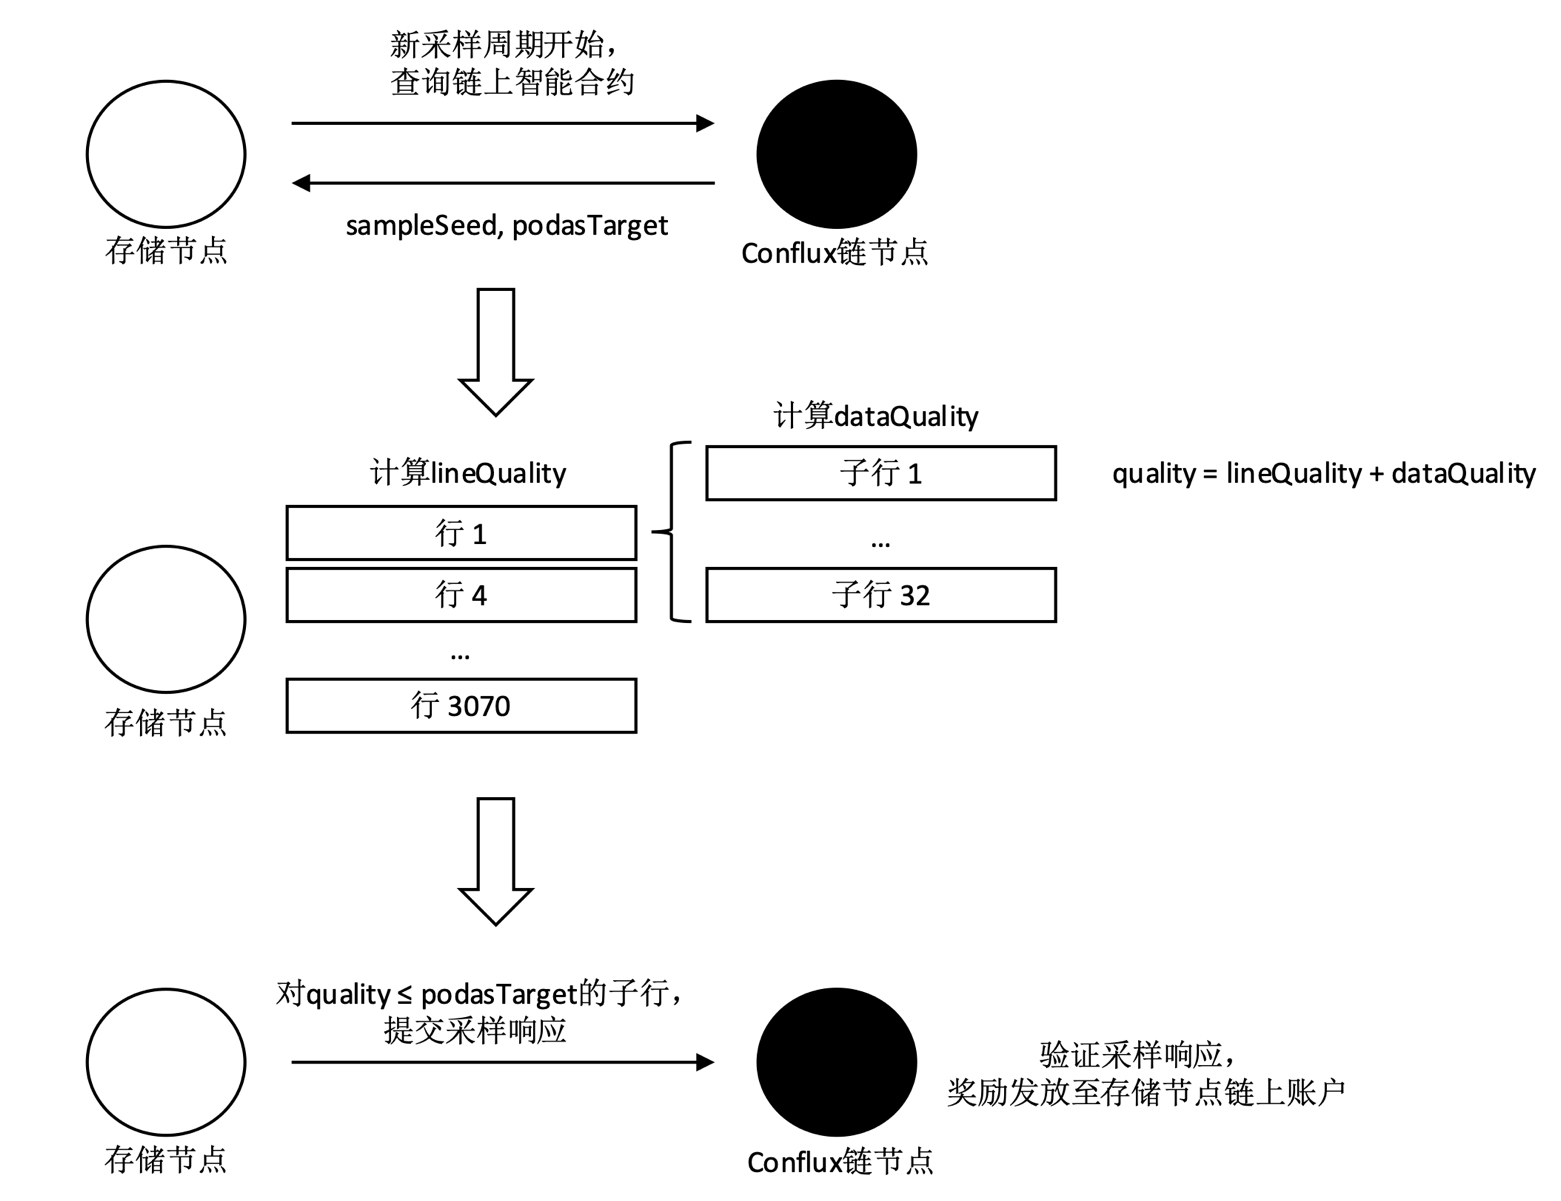 新采样周期开始，
查询链上智能合约
sampleSeed, podasTarget
存储节点
Conflux链节点
计算dataQuality
计算lineQuality
子行 1
quality = lineQuality + dataQuality
行 1
...
行 4
子行 32
...
行 3070
存储节点
对quality ≤ podasTarget的子行，
提交采样响应
验证采样响应，
奖励发放至存储节点链上账户
存储节点
Conflux链节点